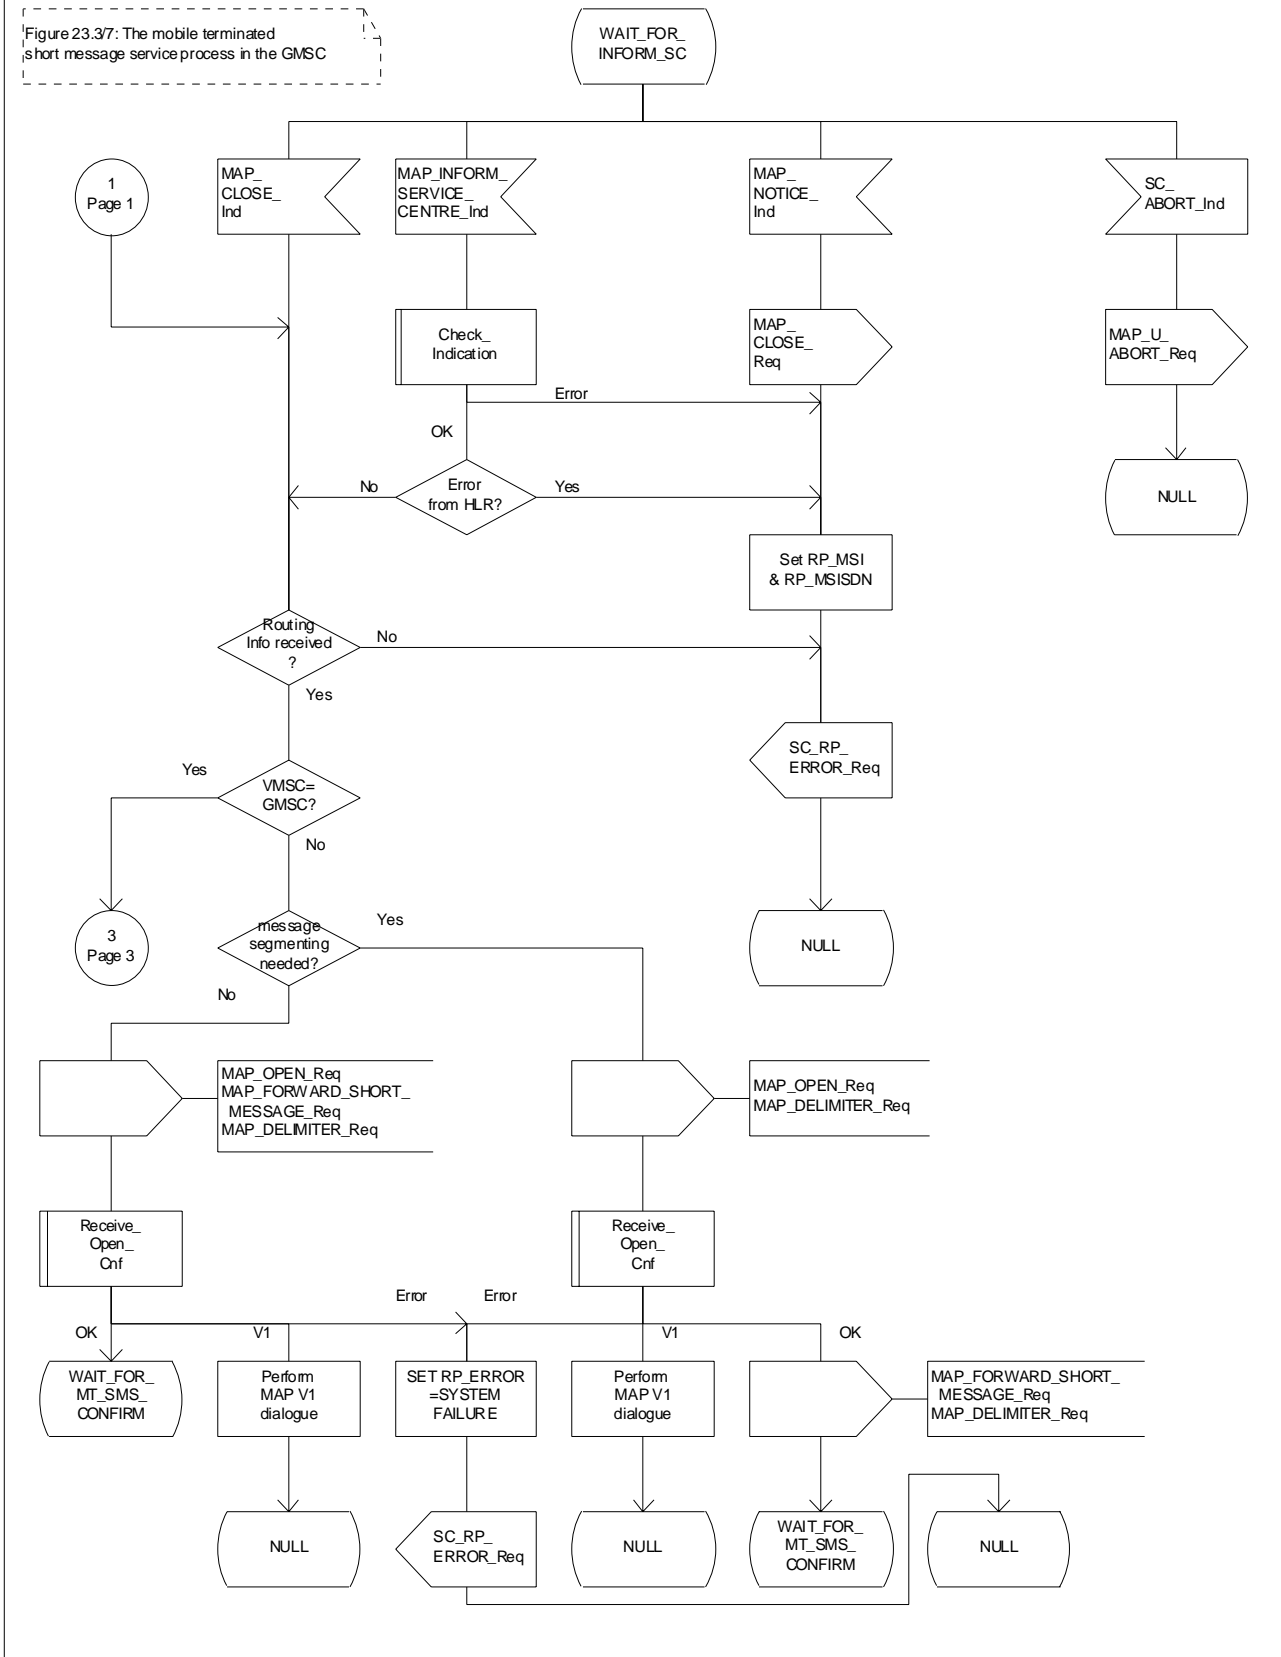 Figure 23.3/7: The mobile terminated
short message service process in the GMSC
WAIT_FOR_
INFORM_SC
1
Page 1
MAP_
CLOSE_
Ind
MAP_INFORM_
SERVICE_
CENTRE_Ind
MAP_
NOTICE_
Ind
SC_
ABORT_Ind
Check_
Indication
MAP_
CLOSE_
Req
MAP_U_
ABORT_Req
Error
OK
No
Error
from HLR?
Yes
NULL
Set RP_MSI
& RP_MSISDN
Routing
Info received
?
No
Yes
SC_RP_
ERROR_Req
Yes
VMSC=
GMSC?
No
3
Page 3
message
segmenting
needed?
Yes
NULL
No
MAP_OPEN_Req
MAP_FORWARD_SHORT_
MESSAGE_Req
MAP_DELIMITER_Req
MAP_OPEN_Req
MAP_DELIMITER_Req
Receive_
Open_
Cnf
Receive_
Open_
Cnf
Error
Error
OK
V1
V1
OK
WAIT_FOR_
MT_SMS_
CONFIRM
Perform
MAP V1
dialogue
SET RP_ERROR
=SYSTEM
FAILURE
Perform
MAP V1
dialogue
MAP_FORWARD_SHORT_
MESSAGE_Req
MAP_DELIMITER_Req
NULL
SC_RP_
ERROR_Req
NULL
WAIT_FOR_
MT_SMS_
CONFIRM
NULL